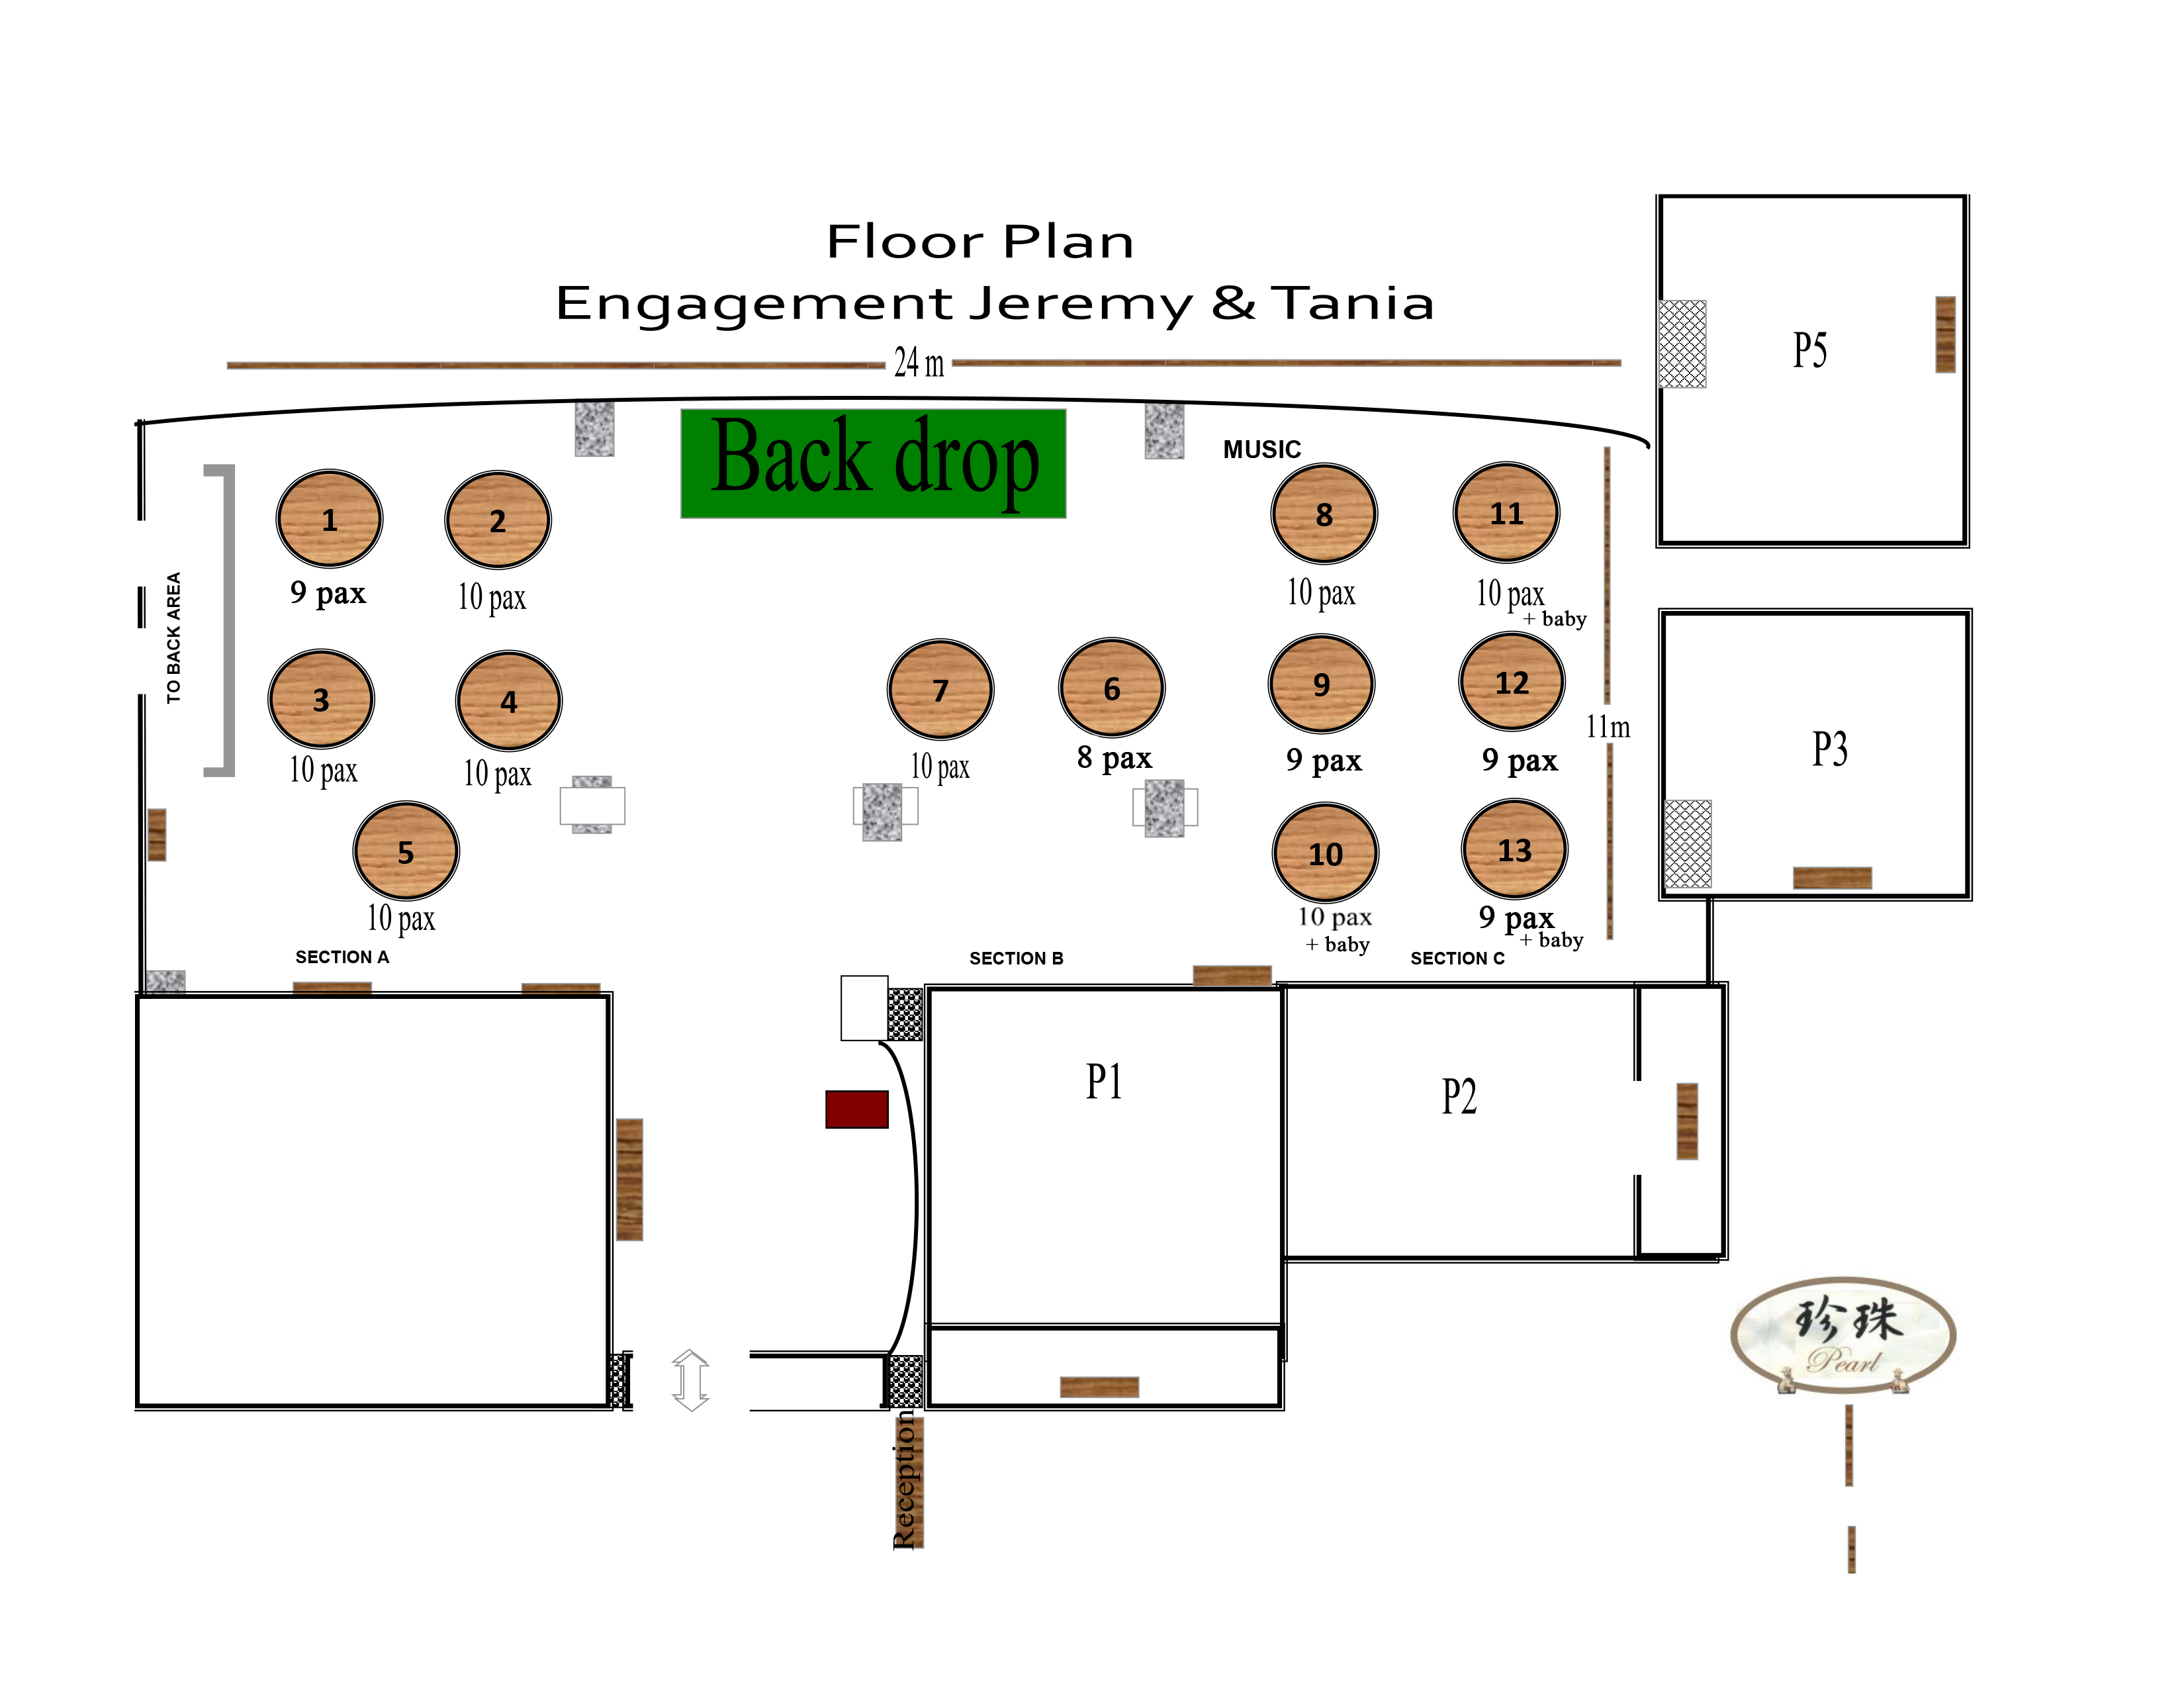 Floor Plan
Engagement Jeremy & Tania
24 m
P5
Back drop
MUSIC
1
2
8
11
9 pax
10 pax
10 pax
10 pax
+ baby
TO BACK AREA
3
4
7
6
9
12
11m
P3
10 pax
10 pax
10 pax
8 pax
9 pax
9 pax
5
10
13
10 pax
10 pax
+ baby
9 pax
+ baby
SECTION A
SECTION B
SECTION C
P1
P2
珍珠
Pearl
Reception